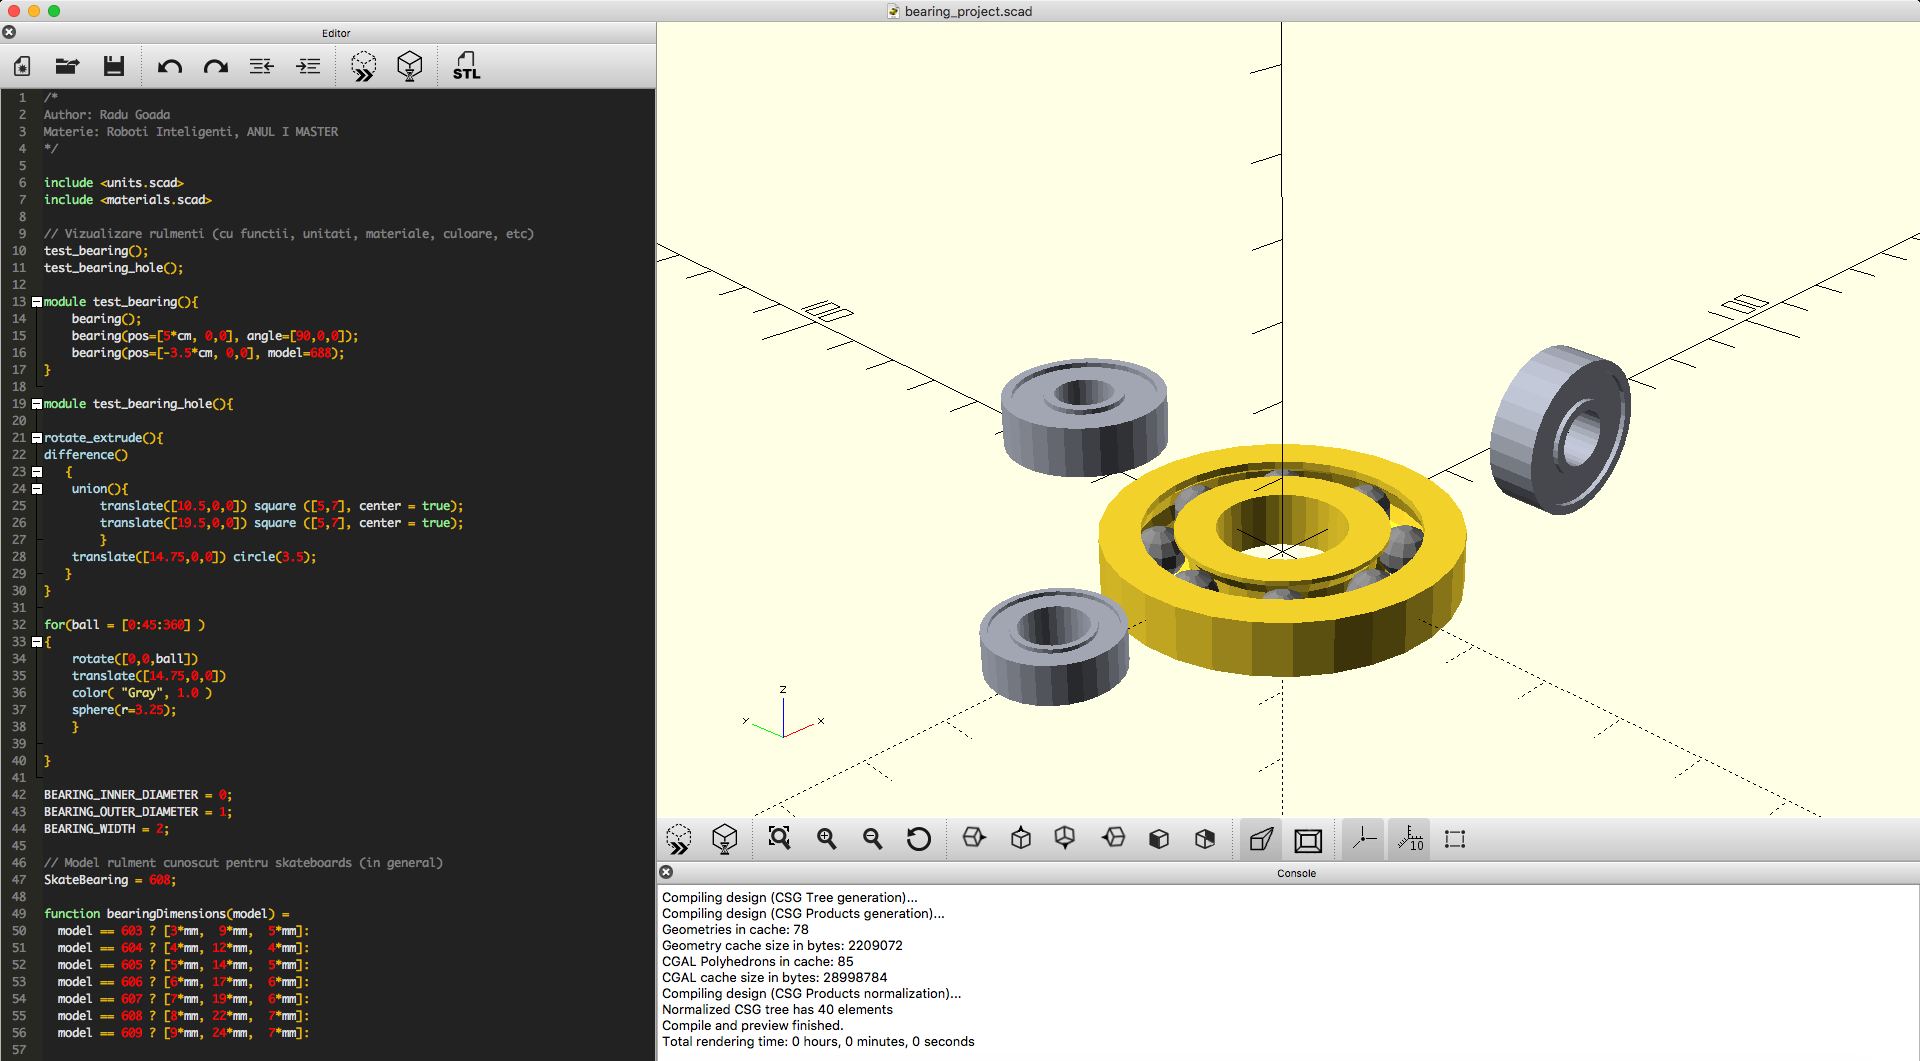 bearing_project.scad
Editor
STL
1 /*
2 Author: Radu Goada
3 Materie: Roboti Inteligenti, ANUL I MASTER
4 */
5
6 include <units.scad>
7 include <materials.scad>
8
9 // Vizualizare rulmenti (cu functii, unitati, materiale, culoare, etc)
10 test_bearing();
11 test_bearing_hole();
12
13 module test_bearing(){
14     bearing();
15     bearing(pos=[5*cm, 0,0], angle=[90,0,0]);
16     bearing(pos=[-3.5*cm, 0,0], model=688);
17 }
18
19 module test_bearing_hole(){
20
21 rotate_extrude(){
22 difference()
23    {
24     union(){
25         translate([10.5,0,0]) square ([5,7], center = true);
26         translate([19.5,0,0]) square ([5,7], center = true);
27         }
28     translate([14.75,0,0]) circle(3.5);
29    }
30 }
31
32 for(ball = [0:45:360] )
33 {
34     rotate([0,0,ball])
35     translate([14.75,0,0])
36     color( "Gray", 1.0 )
37     sphere(r=3.25);
38     }
39
40 }
41
42 BEARING_INNER_DIAMETER = 0;
43 BEARING_OUTER_DIAMETER = 1;
44 BEARING_WIDTH = 2;
45
46 // Model rulment cunoscut pentru skateboards (in general)
47 SkateBearing = 608;
48
49 function bearingDimensions(model) =
50   model == 603 ? [3*mm,  9*mm,  5*mm]:
51   model == 604 ? [4*mm, 12*mm,  4*mm]:
52   model == 605 ? [5*mm, 14*mm,  5*mm]:
53   model == 606 ? [6*mm, 17*mm,  6*mm]:
54   model == 607 ? [7*mm, 19*mm,  6*mm]:
55   model == 608 ? [8*mm, 22*mm,  7*mm]:
56   model == 609 ? [9*mm, 24*mm,  7*mm]:
57
z
Y
x
10
Console
Compiling design (CSG Tree generation)...
Compiling design (CSG Products generation)...
Geometries in cache: 78
Geometry cache size in bytes: 2209072
CGAL Polyhedrons in cache: 85
CGAL cache size in bytes: 28998784
Compiling design (CSG Products normalization)...
Normalized CSG tree has 40 elements
Compile and preview finished.
Total rendering time: 0 hours, 0 minutes, 0 seconds